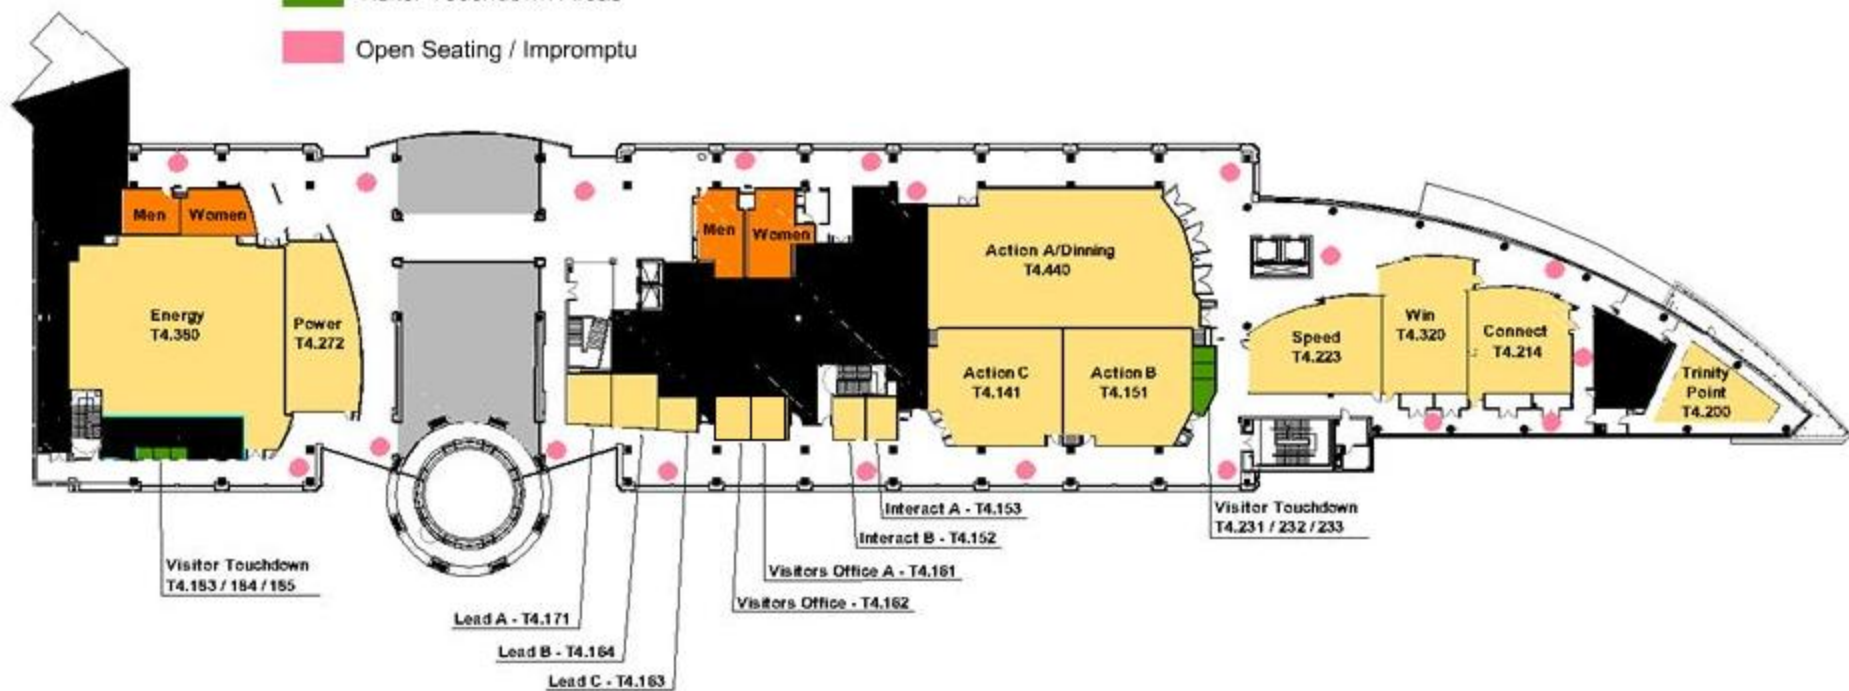 Open Seating / Impromptu
Men
Women
Men
Women
Action A/Dinning
T4.440
Energy
T4.380
Power
T4.272
Win
T4.320
Speed
T4.223
Connect
T4.214
Action C
T4.141
Action B
T4.151
Trinity
Point
T4.200
Interact A - T4.153
Visitor Touchdown
T4.231 / 232 / 233
Interact B - T4.152
Visitor Touchdown
T4.183 / 184 / 185
Visitors Office A - T4.161
Visitors Office - T4.162
Lead A - T4.171
Lead B - T4.164
Lead C - T4.163